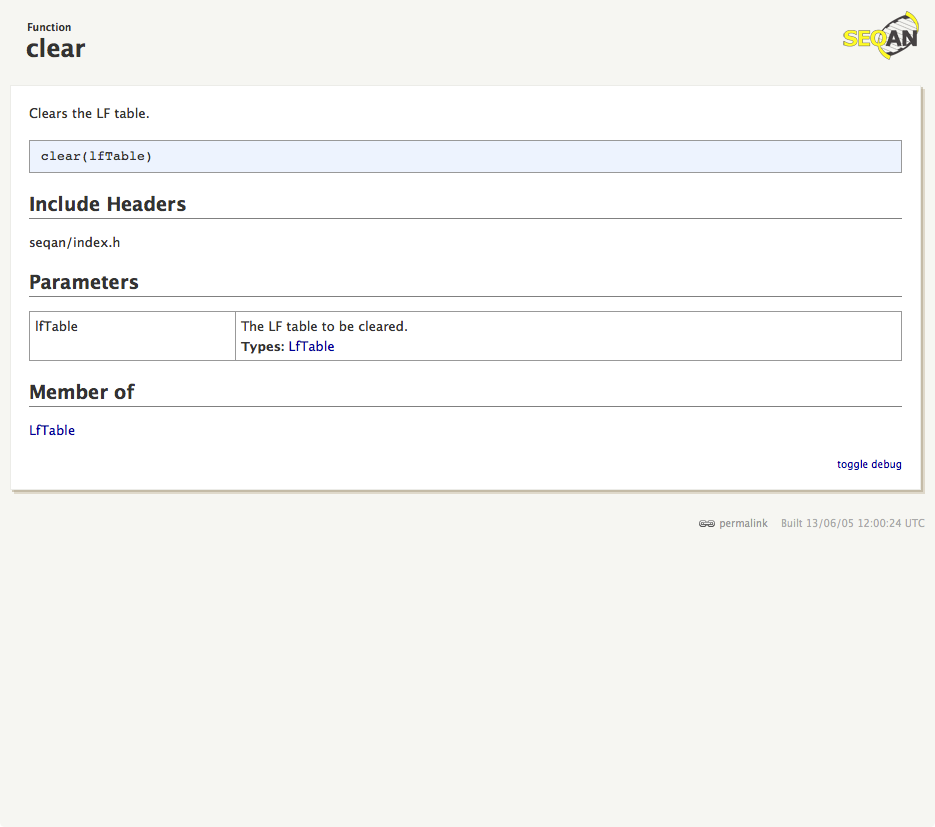 Function
clear
SEQAN
Clears the LF table.
clear(lfTable)
Include Headers
seqan/index.h
Parameters
lfTable
The LF table to be cleared.
Types: LfTable
Member of
LfTable
toggle debug
permalink Built 13/06/05 12:00:24 UTC